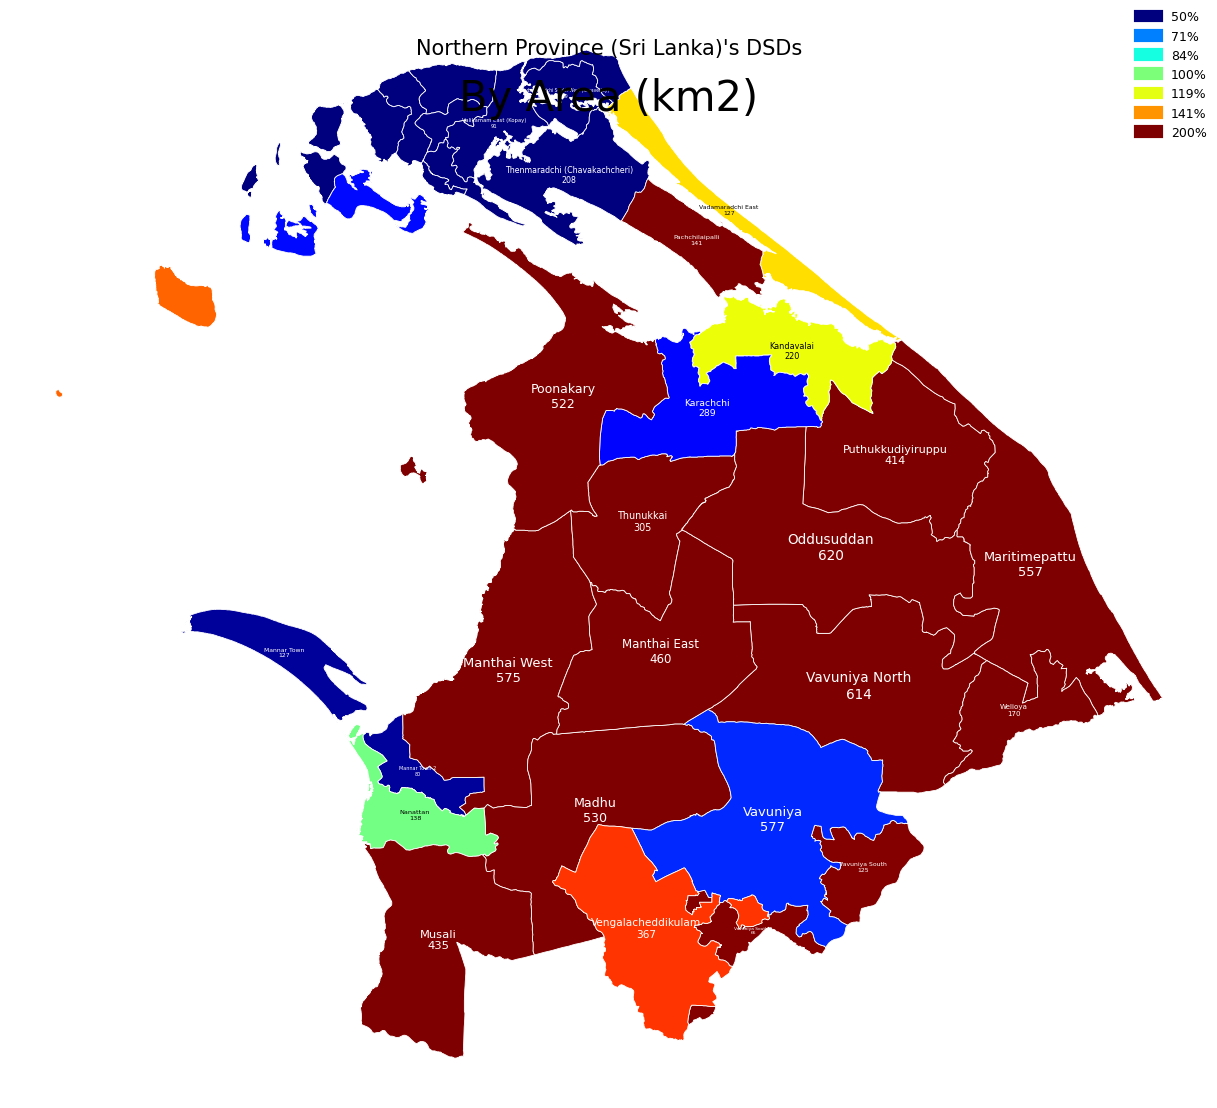 Northern Province (Sri Lanka)'s DSDs
By Area (km2)
50%
71%
84%
100%
119%
141%
200%
Valikamam East (Kopay)
91
Thenmaradchi (Chavakachcheri)
208
Vadamaradchi East
127
Pachchilaipalli
141
Kandavalai
220
Poonakary
522
Karachchi
289
Puthukkudiyiruppu
414
Thunukkai
305
Oddusuddan
620
Maritimepattu
557
Mannar Town
127
Manthai West
575
Manthai East
460
Vavuniya North
614
Welioya
170
Mannar Town 2
80
Nanattan
138
Madhu
530
Vavuniya
577
Vavuniya South
125
Vengalacheddikulam
367
Musali
435